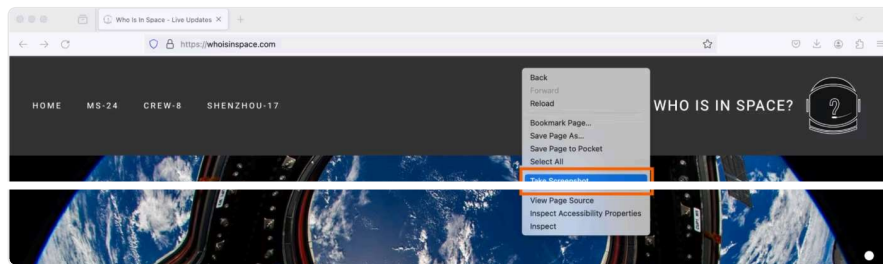 Who Is In Space - Live Updates
https://whoisinspace.com
HOME MS-24 CREW-8 SHENZHOU-17
WHO IS IN SPACE?
Back
Forward
Reload
Bookmark Page...
Save Page As...
Save Page to Pocket
Select All
Take Screenshot
View Page Source
Inspect Accessibility Properties
Inspect